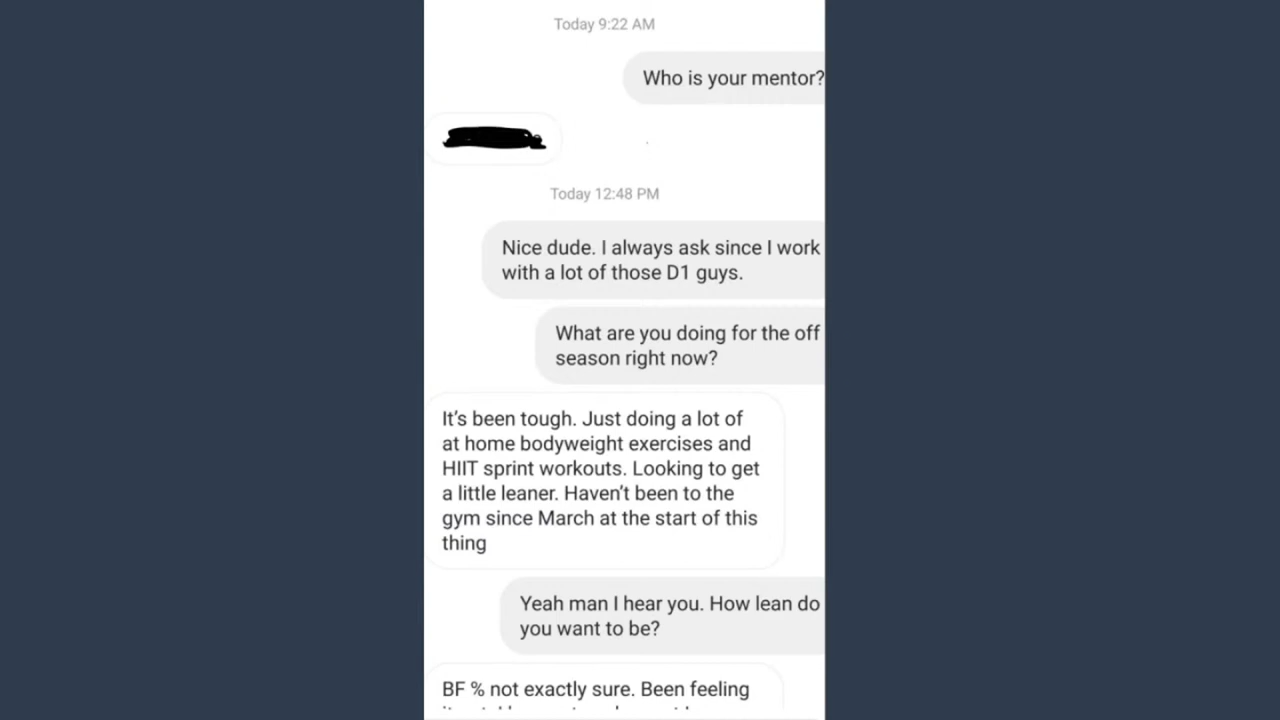 Today 9:22 AM
Who is your mentor?
Today 12:48 PM
Nice dude. I always ask since I work
with a lot of those D1 guys.
What are you doing for the off
season right now?
It's been tough. Just doing a lot of
at home bodyweight exercises and
HIIT sprint workouts. Looking to get
a little leaner. Haven't been to the
gym since March at the start of this
thing
Yeah man I hear you. How lean do
you want to be?
BF % not exactly sure. Been feeling